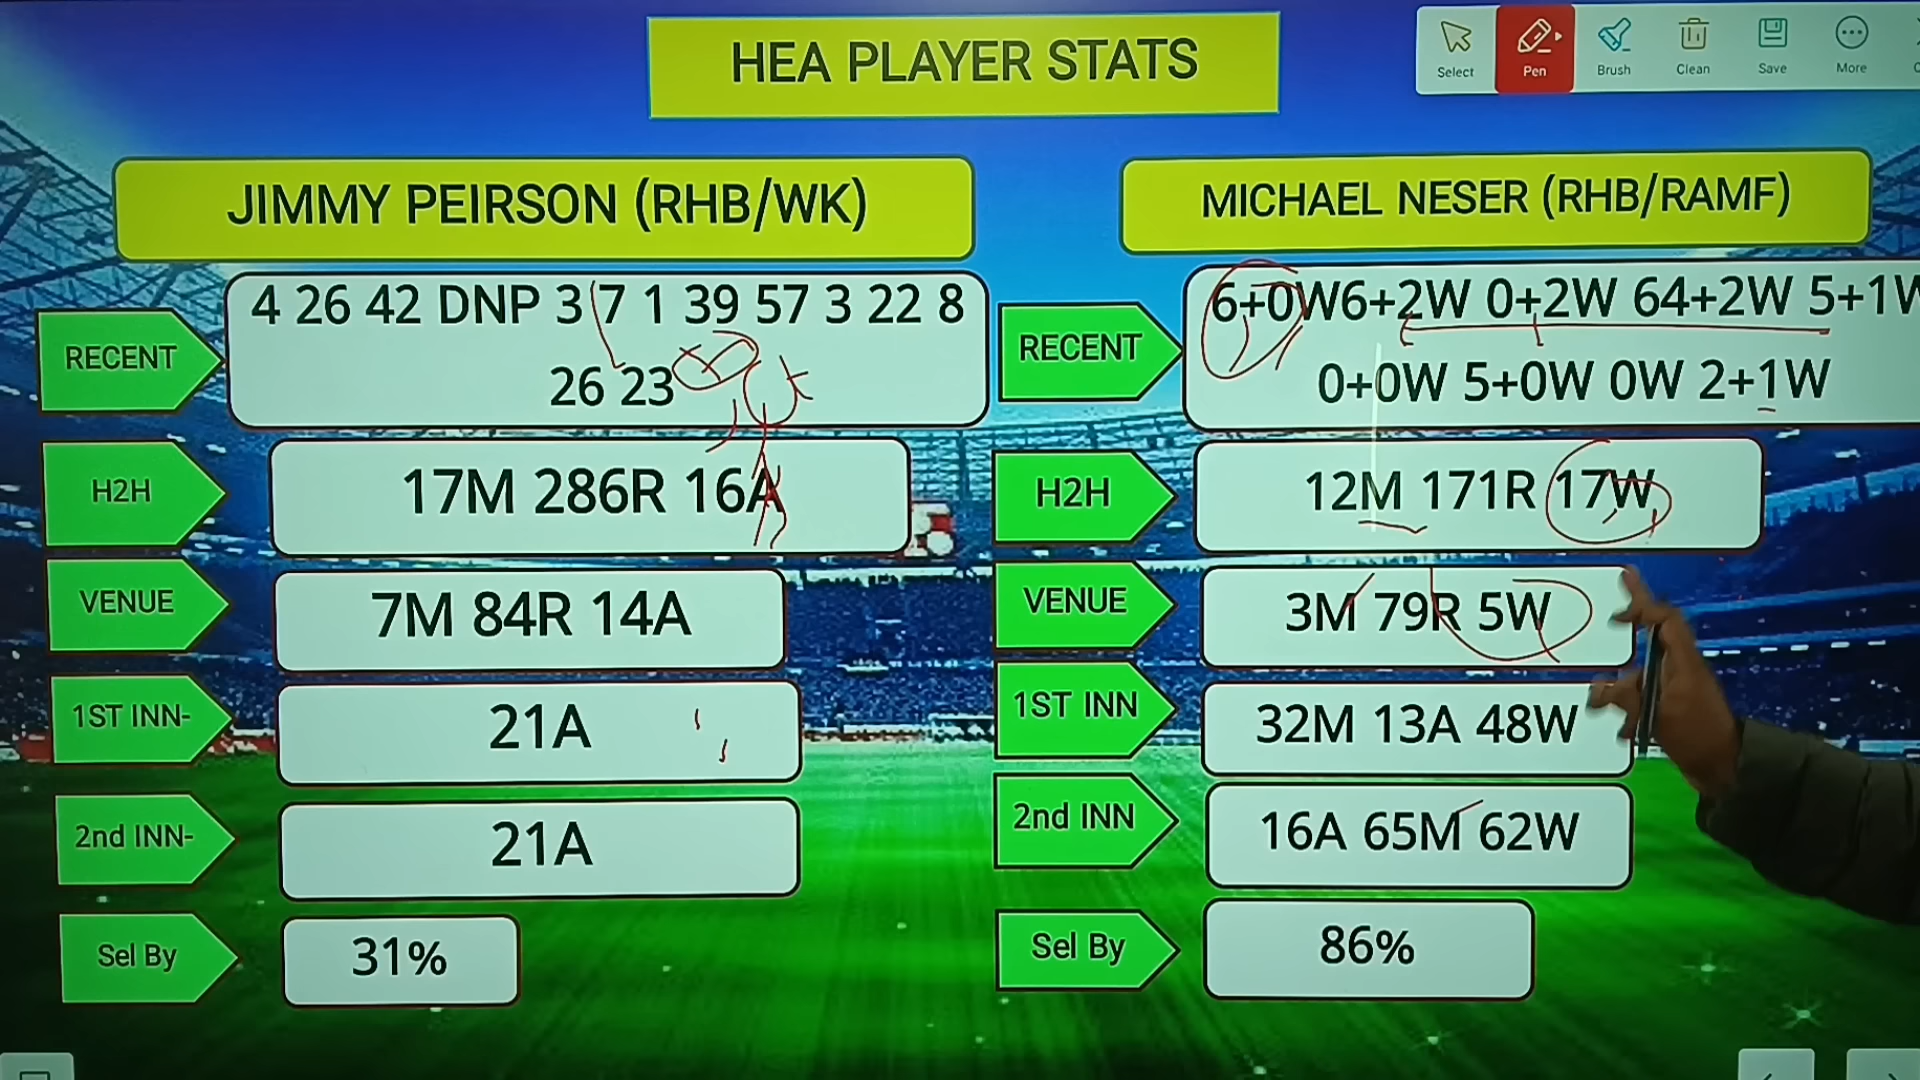 HEA PLAYER STATS
Select Pen Brush Clean Save More
JIMMY PEIRSON (RHB/WK)
RECENT
4 26 42 DNP 3 7 1 39 57 3 22 8
26 23
H2H
17M 286R 16A
VENUE
7M 84R 14A
1ST INN-
21A
2nd INN-
21A
Sel By
31%
MICHAEL NESER (RHB/RAMF)
RECENT
6+0W6+2W 0+2W 64+2W 5+1W
0+0W 5+0W 0W 2+1W
H2H
12M 171R 17W
VENUE
3M 79R 5W
1ST INN
32M 13A 48W
2nd INN
16A 65M 62W
Sel By
86%